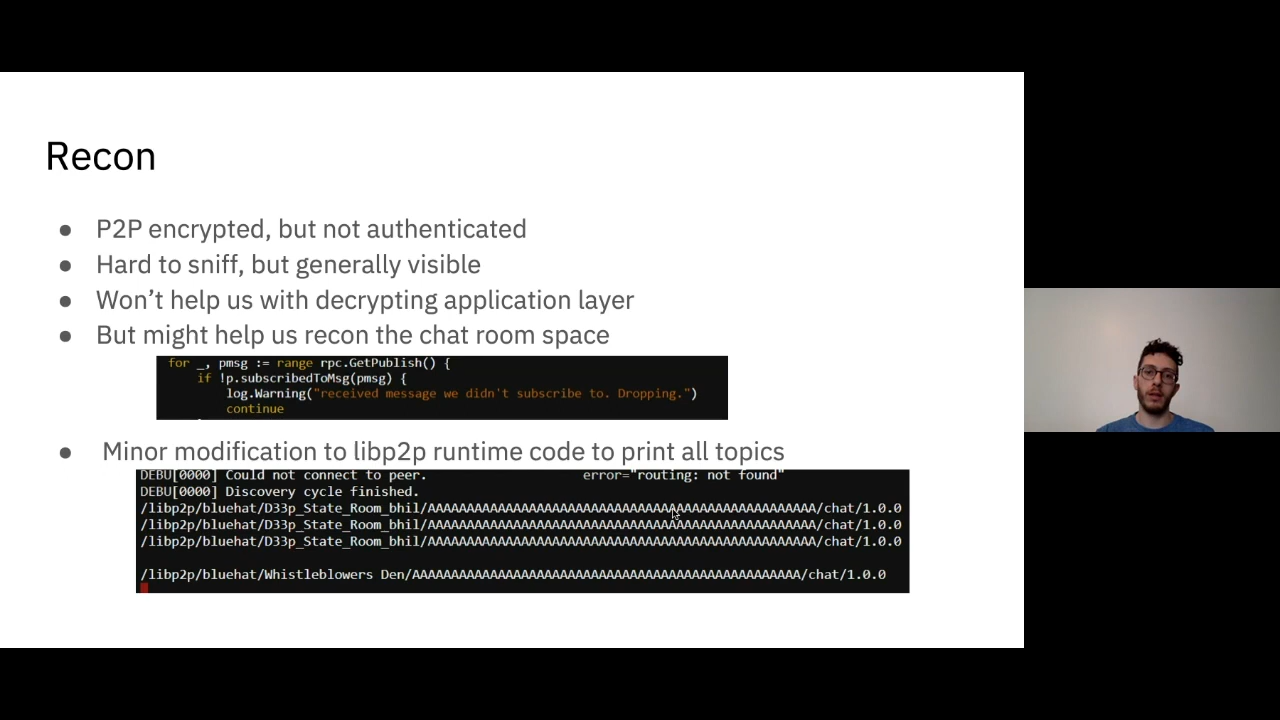 Recon
● P2P encrypted, but not authenticated
● Hard to sniff, but generally visible
● Won't help us with decrypting application layer
● But might help us recon the chat room space
for _, pmsg := range rpc.GetPublish() {
if !p.subscribedToMsg(pmsg) {
log.Warning("received message we didn't subscribe to. Dropping.")
continue
● Minor modification to libp2p runtime code to print all topics
DEBU[0000] Could not connect to peer. error="routing: not found"
DEBU[0000] Discovery cycle finished.
/libp2p/bluehat/D33p_State_Room_bhil/AAAAAAAAAAAAAAAAAAAAAAAAAAAAAAAAAAAAAAAAAAAAAAAAAA/chat/1.0.0
/libp2p/bluehat/D33p_State_Room_bhil/AAAAAAAAAAAAAAAAAAAAAAAAAAAAAAAAAAAAAAAAAAAAAAAAAA/chat/1.0.0
/libp2p/bluehat/D33p_State_Room_bhil/AAAAAAAAAAAAAAAAAAAAAAAAAAAAAAAAAAAAAAAAAAAAAAAAAA/chat/1.0.0
/libp2p/bluehat/Whistleblowers Den/AAAAAAAAAAAAAAAAAAAAAAAAAAAAAAAAAAAAAAAAAAAAAAAAAA/chat/1.0.0